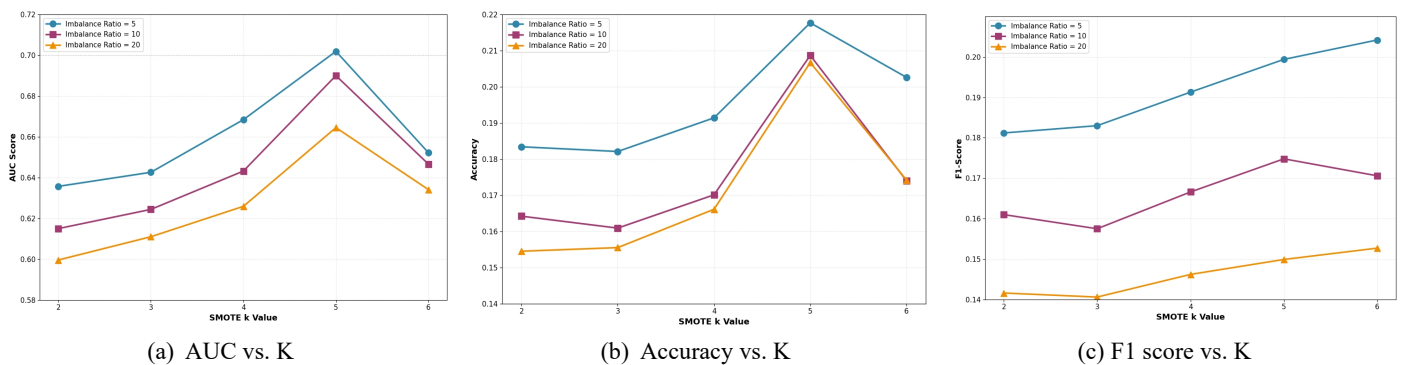 0.72
0.70
0.68
0.66
0.64
0.62
0.60
0.58
AUC Score
Imbalance Ratio = 5
Imbalance Ratio = 10
Imbalance Ratio = 20
2 3 4 5 6
SMOTE k Value
(a) AUC vs. K
0.22
0.21
0.20
0.19
0.18
0.17
0.16
0.15
0.14
Accuracy
Imbalance Ratio = 5
Imbalance Ratio = 10
Imbalance Ratio = 20
2 3 4 5 6
SMOTE k Value
(b) Accuracy vs. K
0.20
0.19
0.18
0.17
0.16
0.15
0.14
F1-Score
Imbalance Ratio = 5
Imbalance Ratio = 10
Imbalance Ratio = 20
2 3 4 5 6
SMOTE k Value
(c) F1 score vs. K